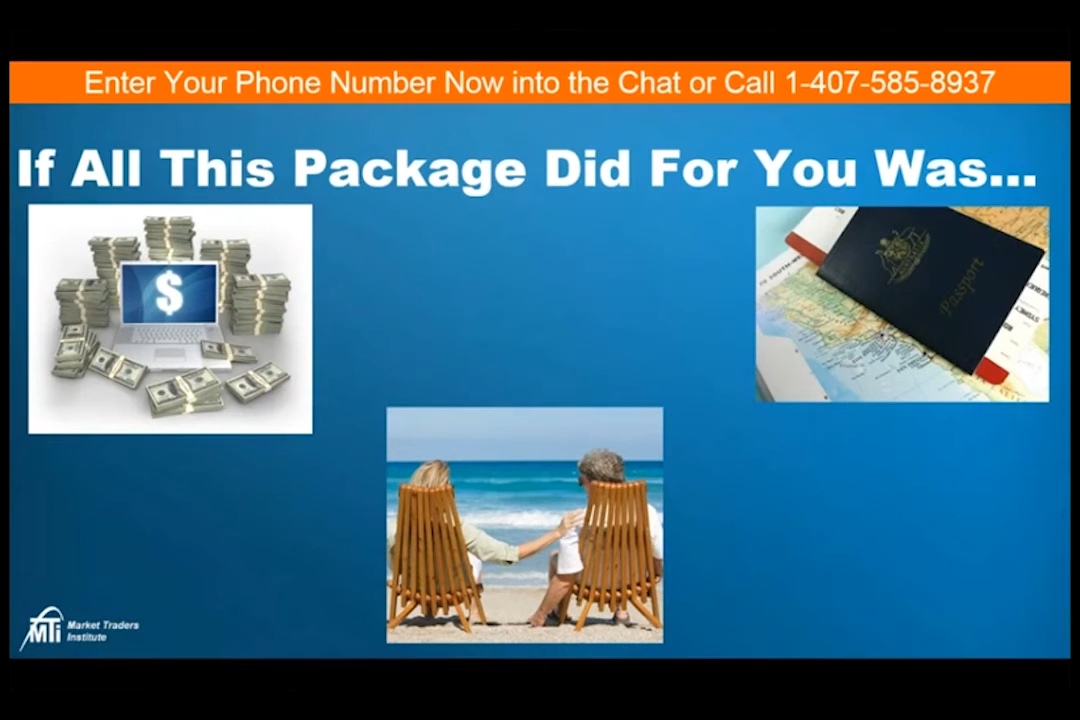 Enter Your Phone Number Now into the Chat or Call 1-407-585-8937
If All This Package Did For You Was...
$
Passport
MTi
Market Traders
Institute